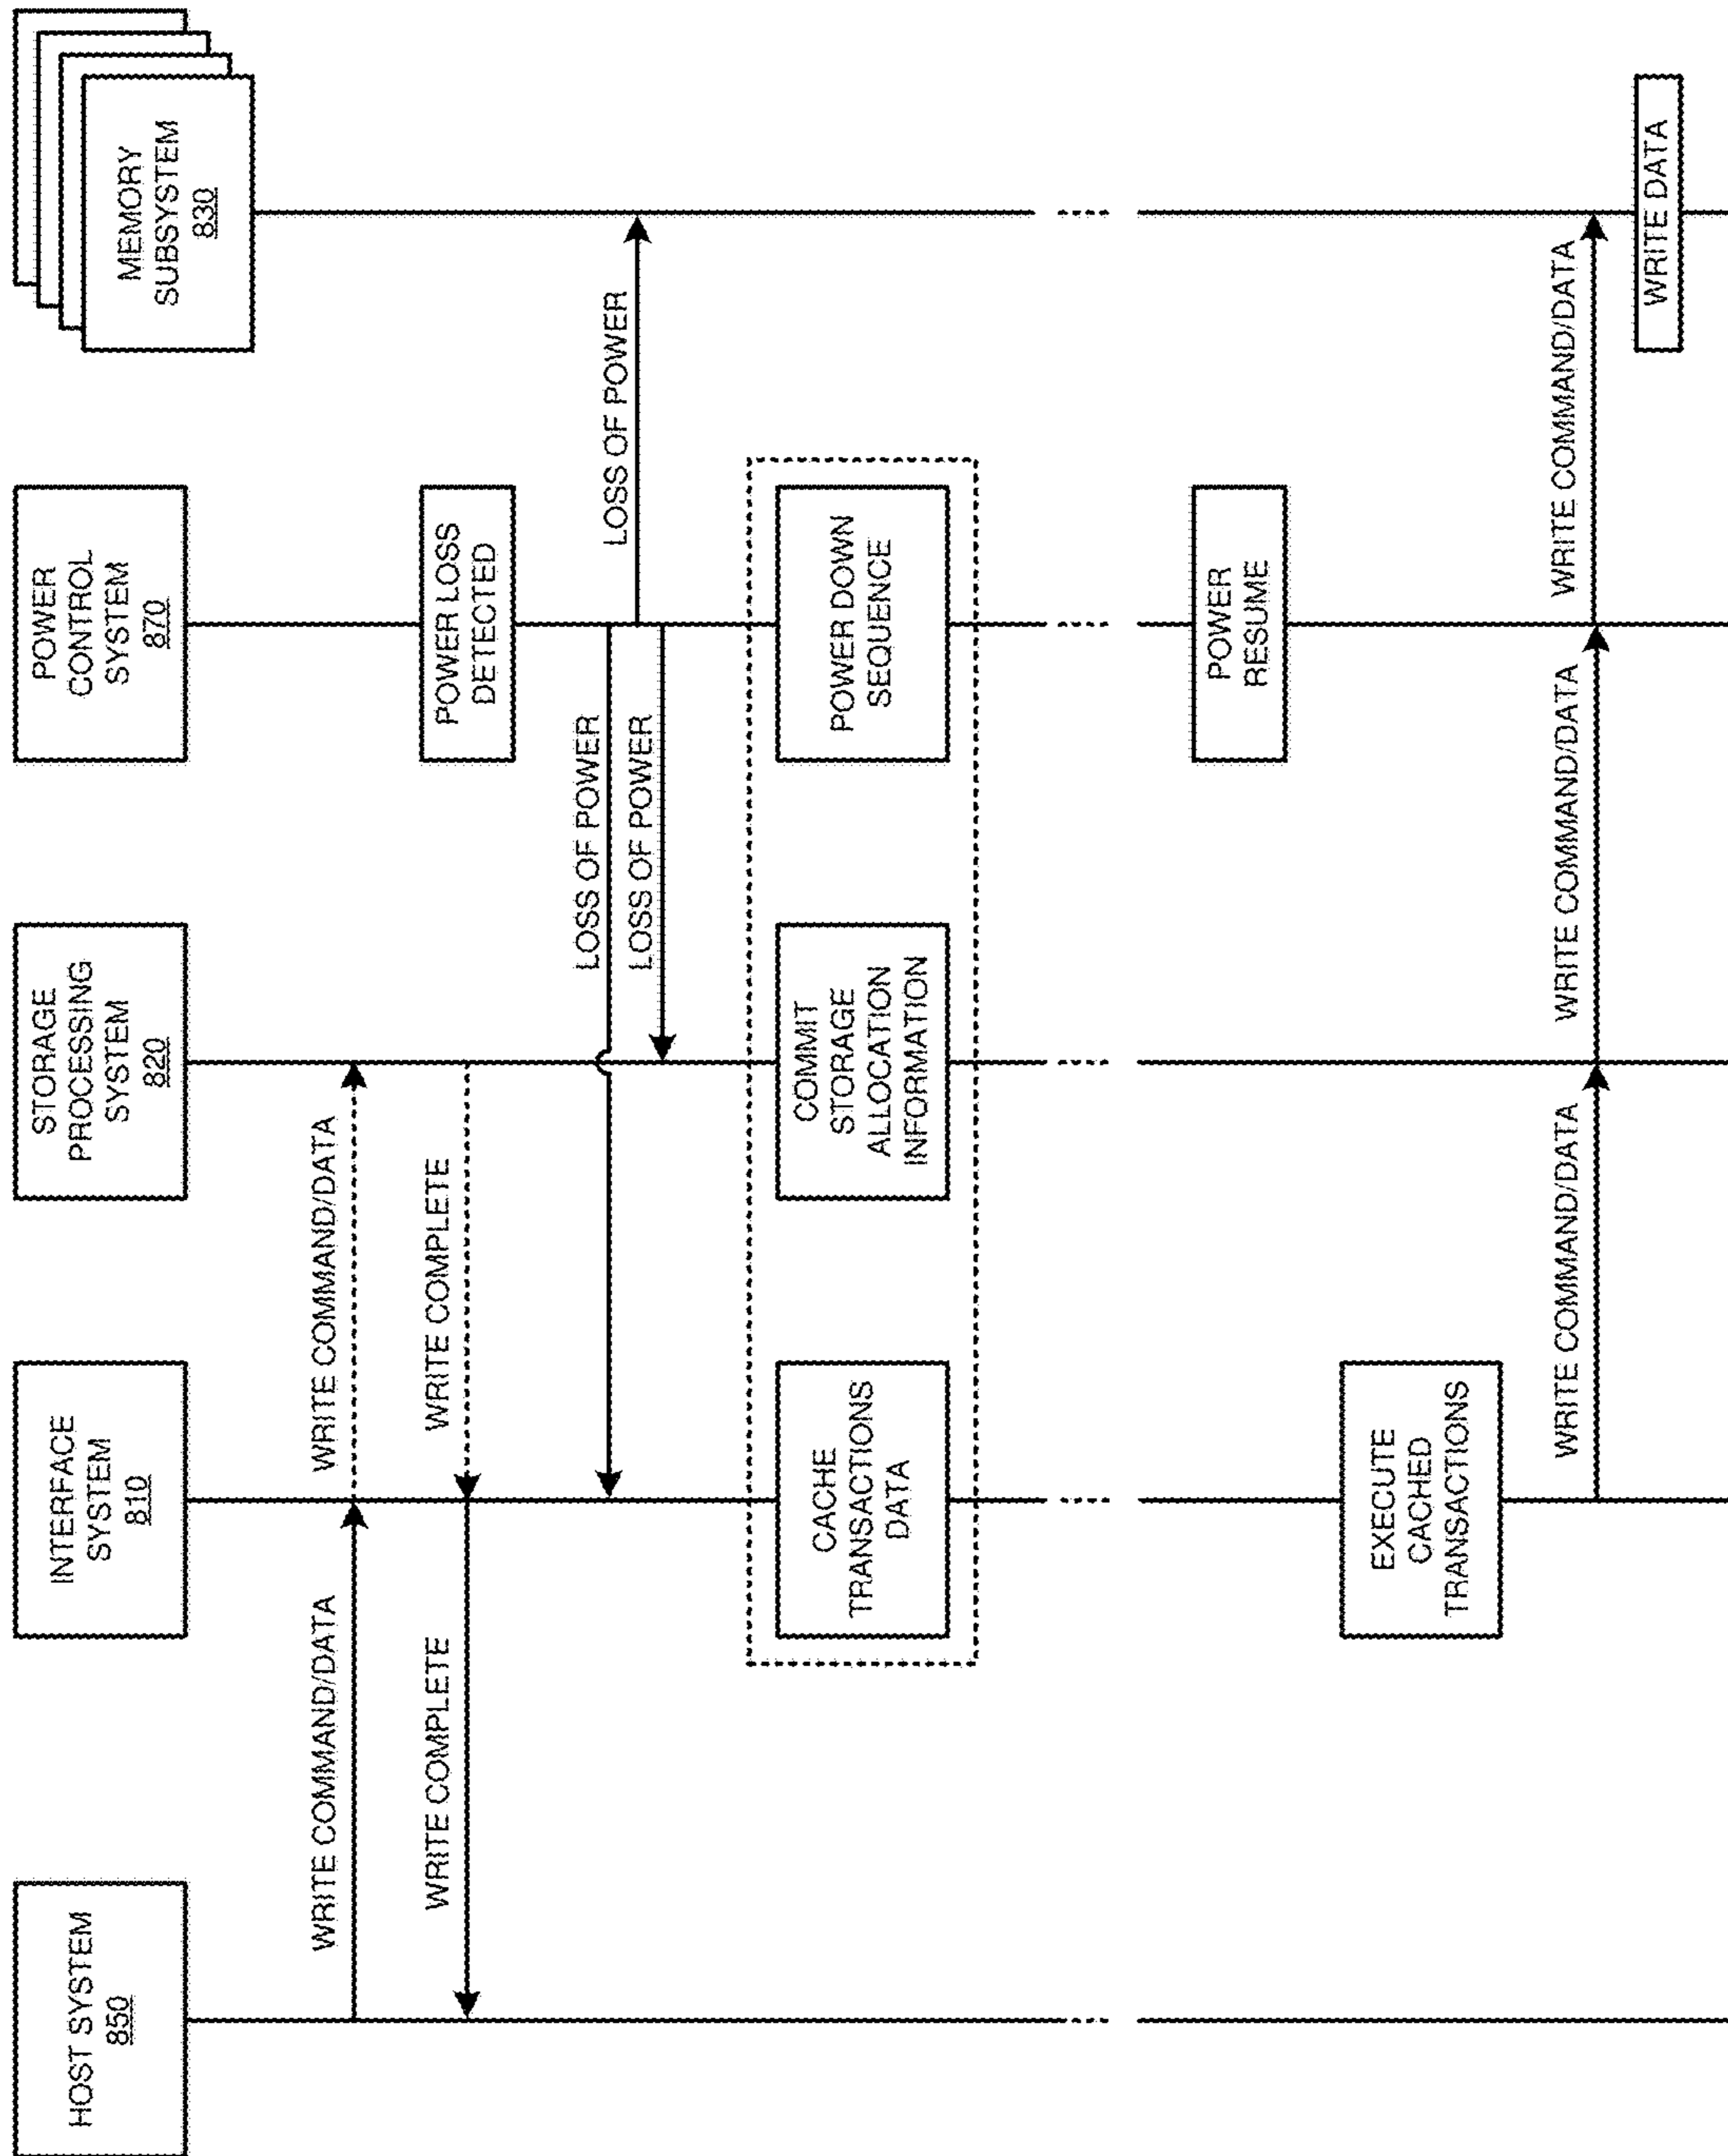 HOST SYSTEM
850
INTERFACE
SYSTEM
810
STORAGE
PROCESSING
SYSTEM
820
POWER
CONTROL
SYSTEM
870
MEMORY
SUBSYSTEM
830
WRITE COMMAND/DATA
WRITE COMMAND/DATA
WRITE COMPLETE
WRITE COMPLETE
POWER LOSS
DETECTED
LOSS OF POWER
LOSS OF POWER
LOSS OF POWER
CACHE
TRANSACTIONS
DATA
COMMIT
STORAGE
ALLOCATION
INFORMATION
POWER DOWN
SEQUENCE
POWER
RESUME
EXECUTE
CACHED
TRANSACTIONS
WRITE COMMAND/DATA
WRITE COMMAND/DATA
WRITE COMMAND/DATA
WRITE DATA